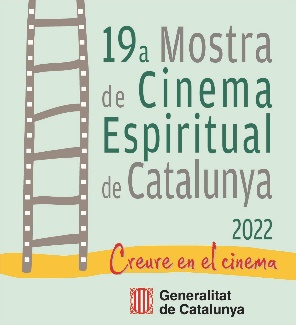 19a Mostra
de Cinema
Espiritual
de Catalunya
2022
Creure en el cinema
Generalitat
de Catalunya